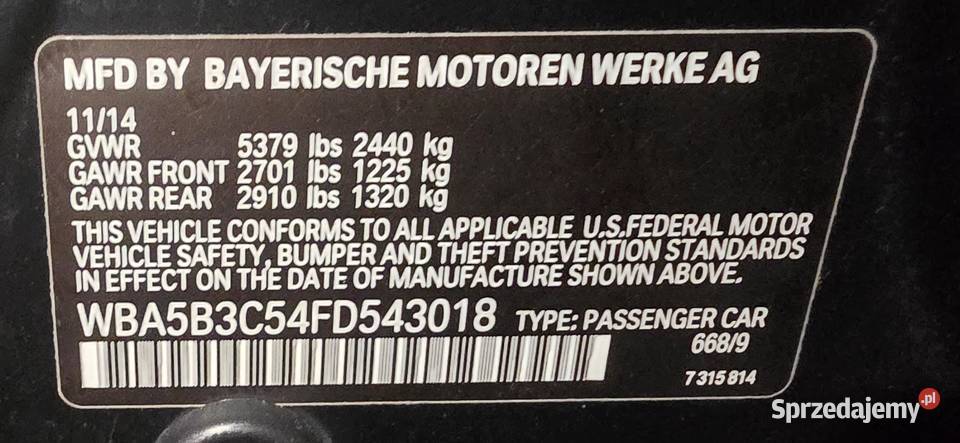 MFD BY BAYERISCHE MOTOREN WERKE AG
11/14
GVWR 5379 lbs 2440 kg
GAWR FRONT 2701 lbs 1225 kg
GAWR REAR 2910 lbs 1320 kg
THIS VEHICLE CONFORMS TO ALL APPLICABLE U.S.FEDERAL MOTOR
VEHICLE SAFETY, BUMPER AND THEFT PREVENTION STANDARDS
IN EFFECT ON THE DATE OF MANUFACTURE SHOWN ABOVE.
WBA5B3C54FD543018 TYPE: PASSENGER CAR
668/9
7315814
Sprzedajemy.pl